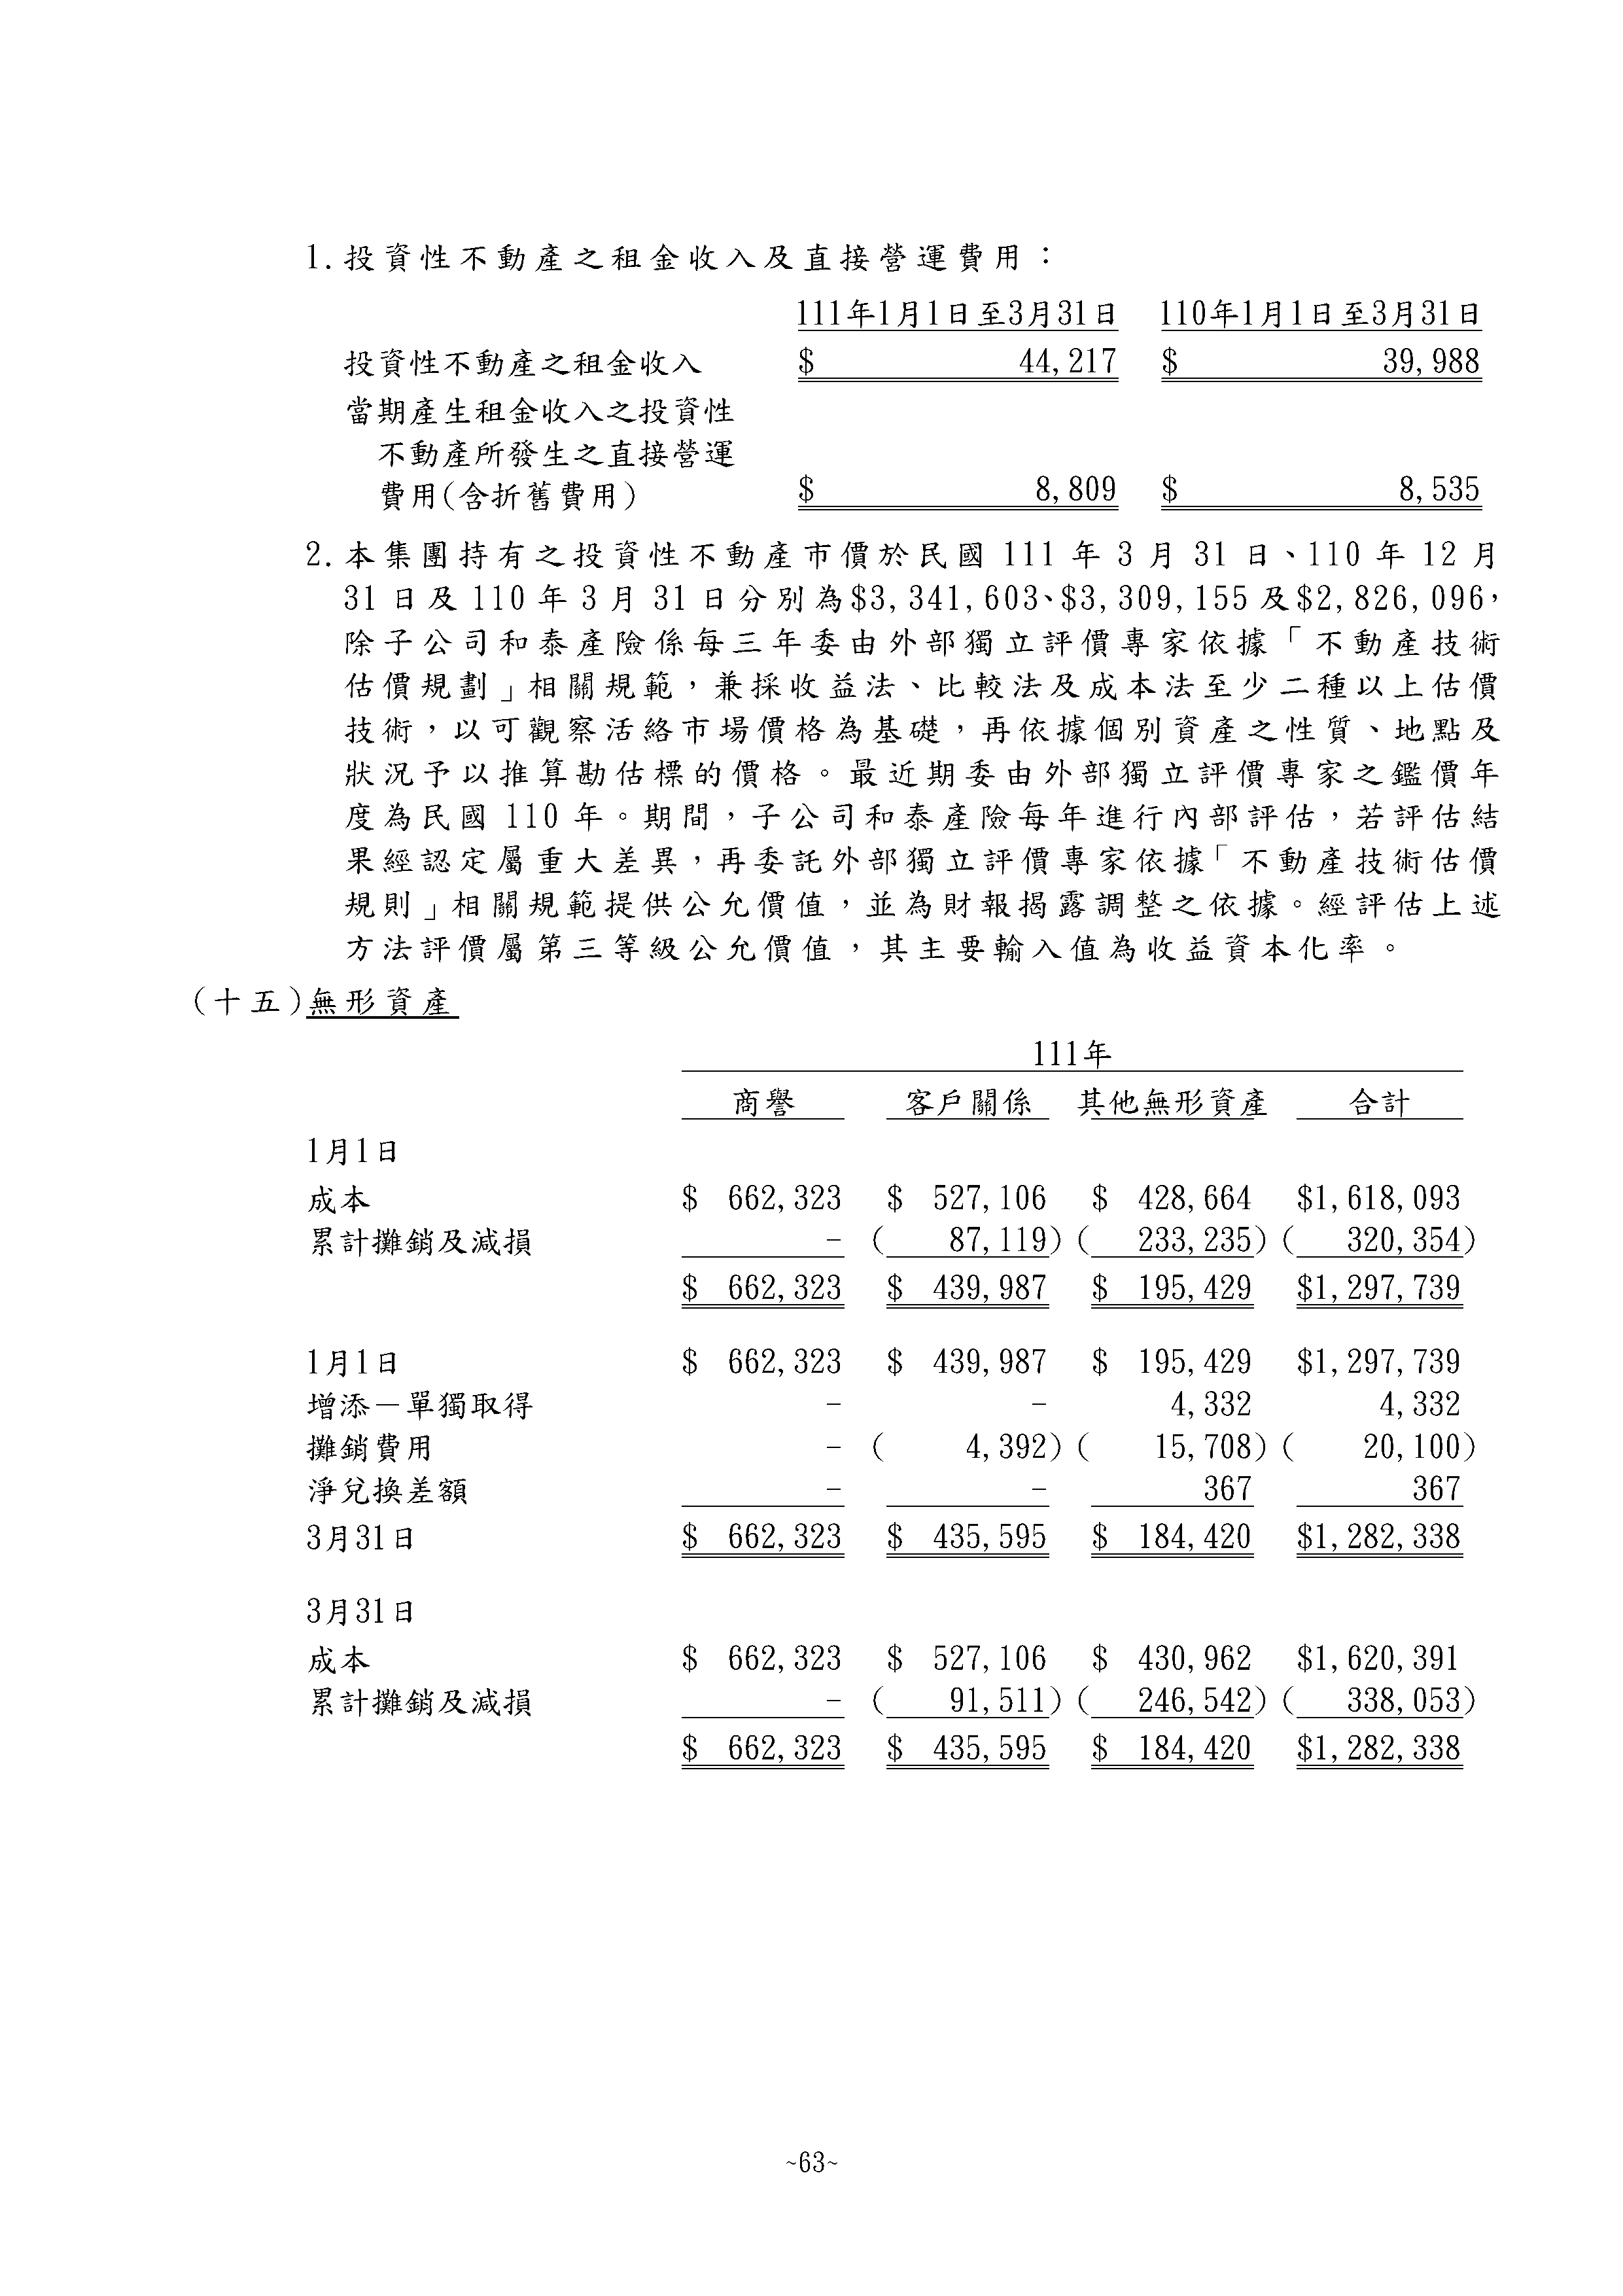 1.投資性不動產之租金收入及直接營運費用：
111年1月1日至3月31日 110年1月1日至3月31日
投資性不動產之租金收入 $ 44,217 $ 39,988
當期產生租金收入之投資性
不動產所發生之直接營運
費用(含折舊費用) $ 8,809 $ 8,535
2.本集團持有之投資性不動產市價於民國 111 年 3 月 31 日、110 年 12 月
31 日及 110 年 3 月 31 日分別為$3,341,603、$3,309,155 及$2,826,096，
除子公司和泰產險係每三年委由外部獨立評價專家依據「不動產技術
估價規劃」相關規範，兼採收益法、比較法及成本法至少二種以上估價
技術，以可觀察活絡市場價格為基礎，再依據個別資產之性質、地點及
狀況予以推算勘估標的價格。最近期委由外部獨立評價專家之鑑價年
度為民國 110 年。期間，子公司和泰產險每年進行內部評估，若評估結
果經認定屬重大差異，再委託外部獨立評價專家依據「不動產技術估價
規則」相關規範提供公允價值，並為財報揭露調整之依據。經評估上述
方法評價屬第三等級公允價值，其主要輸入值為收益資本化率。
(十五)無形資產
111年
商譽 客戶關係 其他無形資產 合計
1月1日
成本 $ 662,323 $ 527,106 $ 428,664 $1,618,093
累計攤銷及減損 - ( 87,119) ( 233,235) ( 320,354)
$ 662,323 $ 439,987 $ 195,429 $1,297,739
1月1日 $ 662,323 $ 439,987 $ 195,429 $1,297,739
增添－單獨取得 - - 4,332 4,332
攤銷費用 - ( 4,392) ( 15,708) ( 20,100)
淨兌換差額 - - 367 367
3月31日 $ 662,323 $ 435,595 $ 184,420 $1,282,338
3月31日
成本 $ 662,323 $ 527,106 $ 430,962 $1,620,391
累計攤銷及減損 - ( 91,511) ( 246,542) ( 338,053)
$ 662,323 $ 435,595 $ 184,420 $1,282,338
~63~